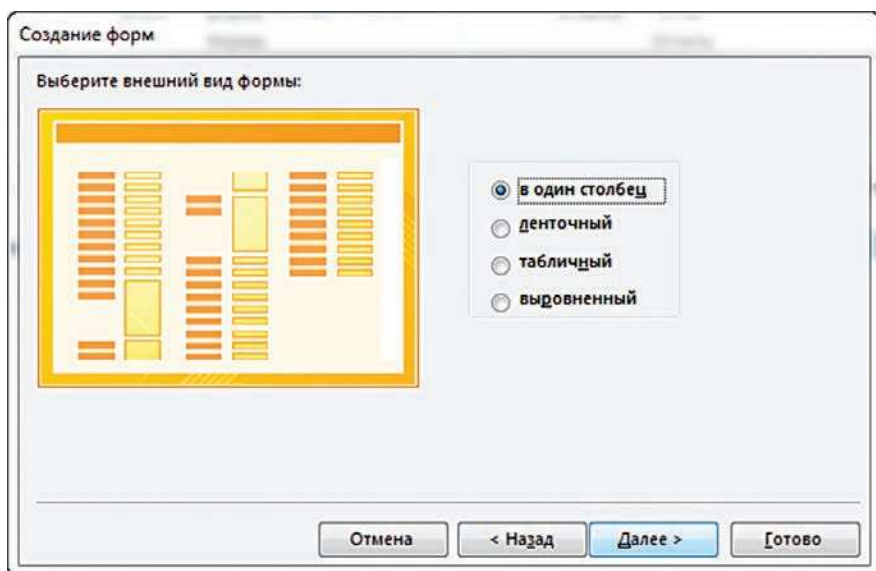 Создание форм
Выберите внешний вид формы:
в один столбец
ленточный
табличный
выровненный
Отмена
< Назад
Далее >
Готово